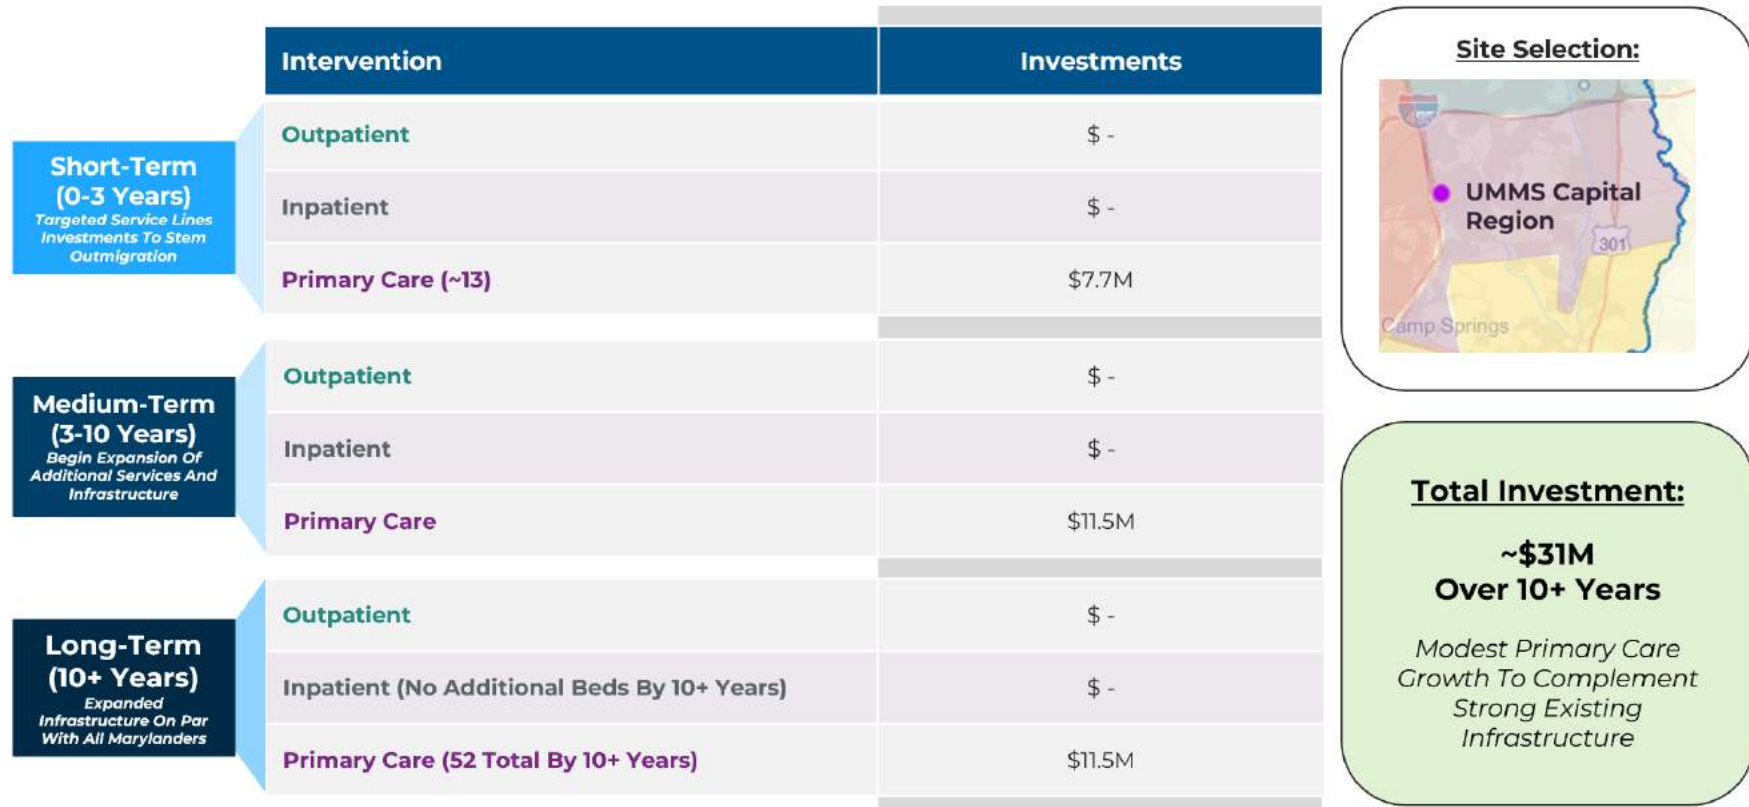 Intervention
Investments
Short-Term
(0-3 Years)
Targeted Service Lines
Investments To Stem
Outmigration
Outpatient
$ -
Inpatient
$ -
Primary Care (~13)
$7.7M
Medium-Term
(3-10 Years)
Begin Expansion Of
Additional Services And
Infrastructure
Outpatient
$ -
Inpatient
$ -
Primary Care
$11.5M
Long-Term
(10+ Years)
Expanded
Infrastructure On Par
With All Marylanders
Outpatient
$ -
Inpatient (No Additional Beds By 10+ Years)
$ -
Primary Care (52 Total By 10+ Years)
$11.5M
Site Selection:
UMMS Capital
Region
301
Camp Springs
Total Investment:
~$31M
Over 10+ Years
Modest Primary Care
Growth To Complement
Strong Existing
Infrastructure